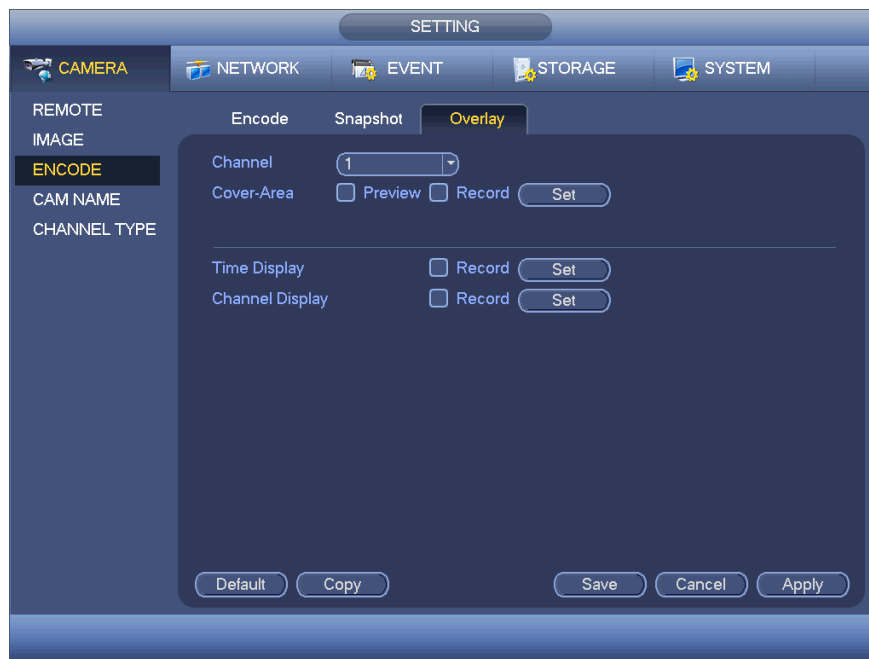 SETTING
CAMERA NETWORK EVENT STORAGE SYSTEM
REMOTE
IMAGE
ENCODE
CAM NAME
CHANNEL TYPE
Encode Snapshot Overlay
Channel 1
Cover-Area Preview Record Set
Time Display Record Set
Channel Display Record Set
Default Copy Save Cancel Apply